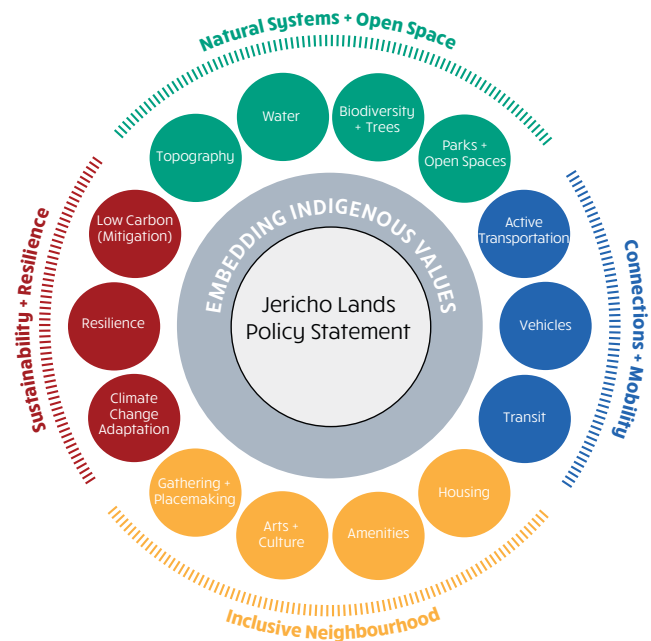 Natural Systems + Open Space
Water
Biodiversity
+ Trees
Topography
Parks +
Open Spaces
Sustainability + Resilience
Low Carbon
(Mitigation)
Resilience
Climate
Change
Adaptation
EMBEDDING INDIGENOUS VALUES
Jericho Lands
Policy Statement
Active
Transportation
Vehicles
Transit
Connections + Mobility
Gathering +
Placemaking
Arts +
Culture
Amenities
Housing
Inclusive Neighbourhood